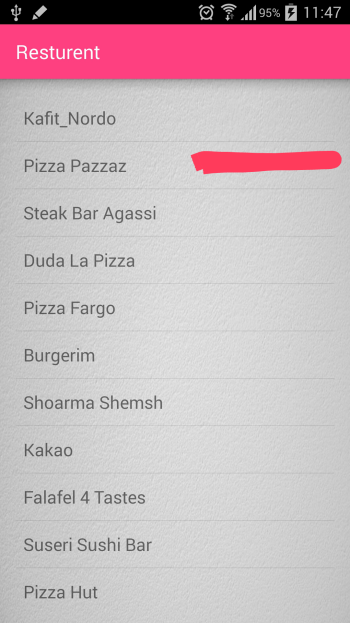 95% 11:47
Resturent
Kafit_Nordo
Pizza Pazzaz
Steak Bar Agassi
Duda La Pizza
Pizza Fargo
Burgerim
Shoarma Shemsh
Kakao
Falafel 4 Tastes
Suseri Sushi Bar
Pizza Hut